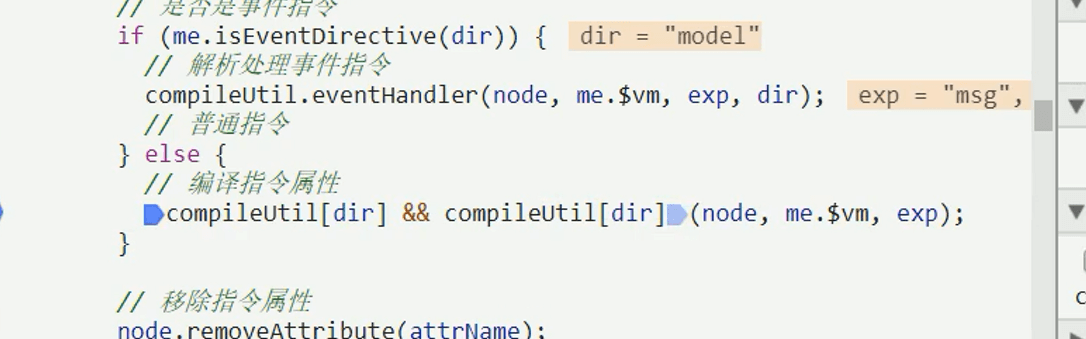 // 是否是事件指令
if (me.isEventDirective(dir)) { dir = "model"
// 解析处理事件指令
compileUtil.eventHandler(node, me.$vm, exp, dir); exp = "msg",
// 普通指令
} else {
// 编译指令属性
compileUtil[dir] && compileUtil[dir](node, me.$vm, exp);
}
// 移除指令属性
node.removeAttribute(attrName);